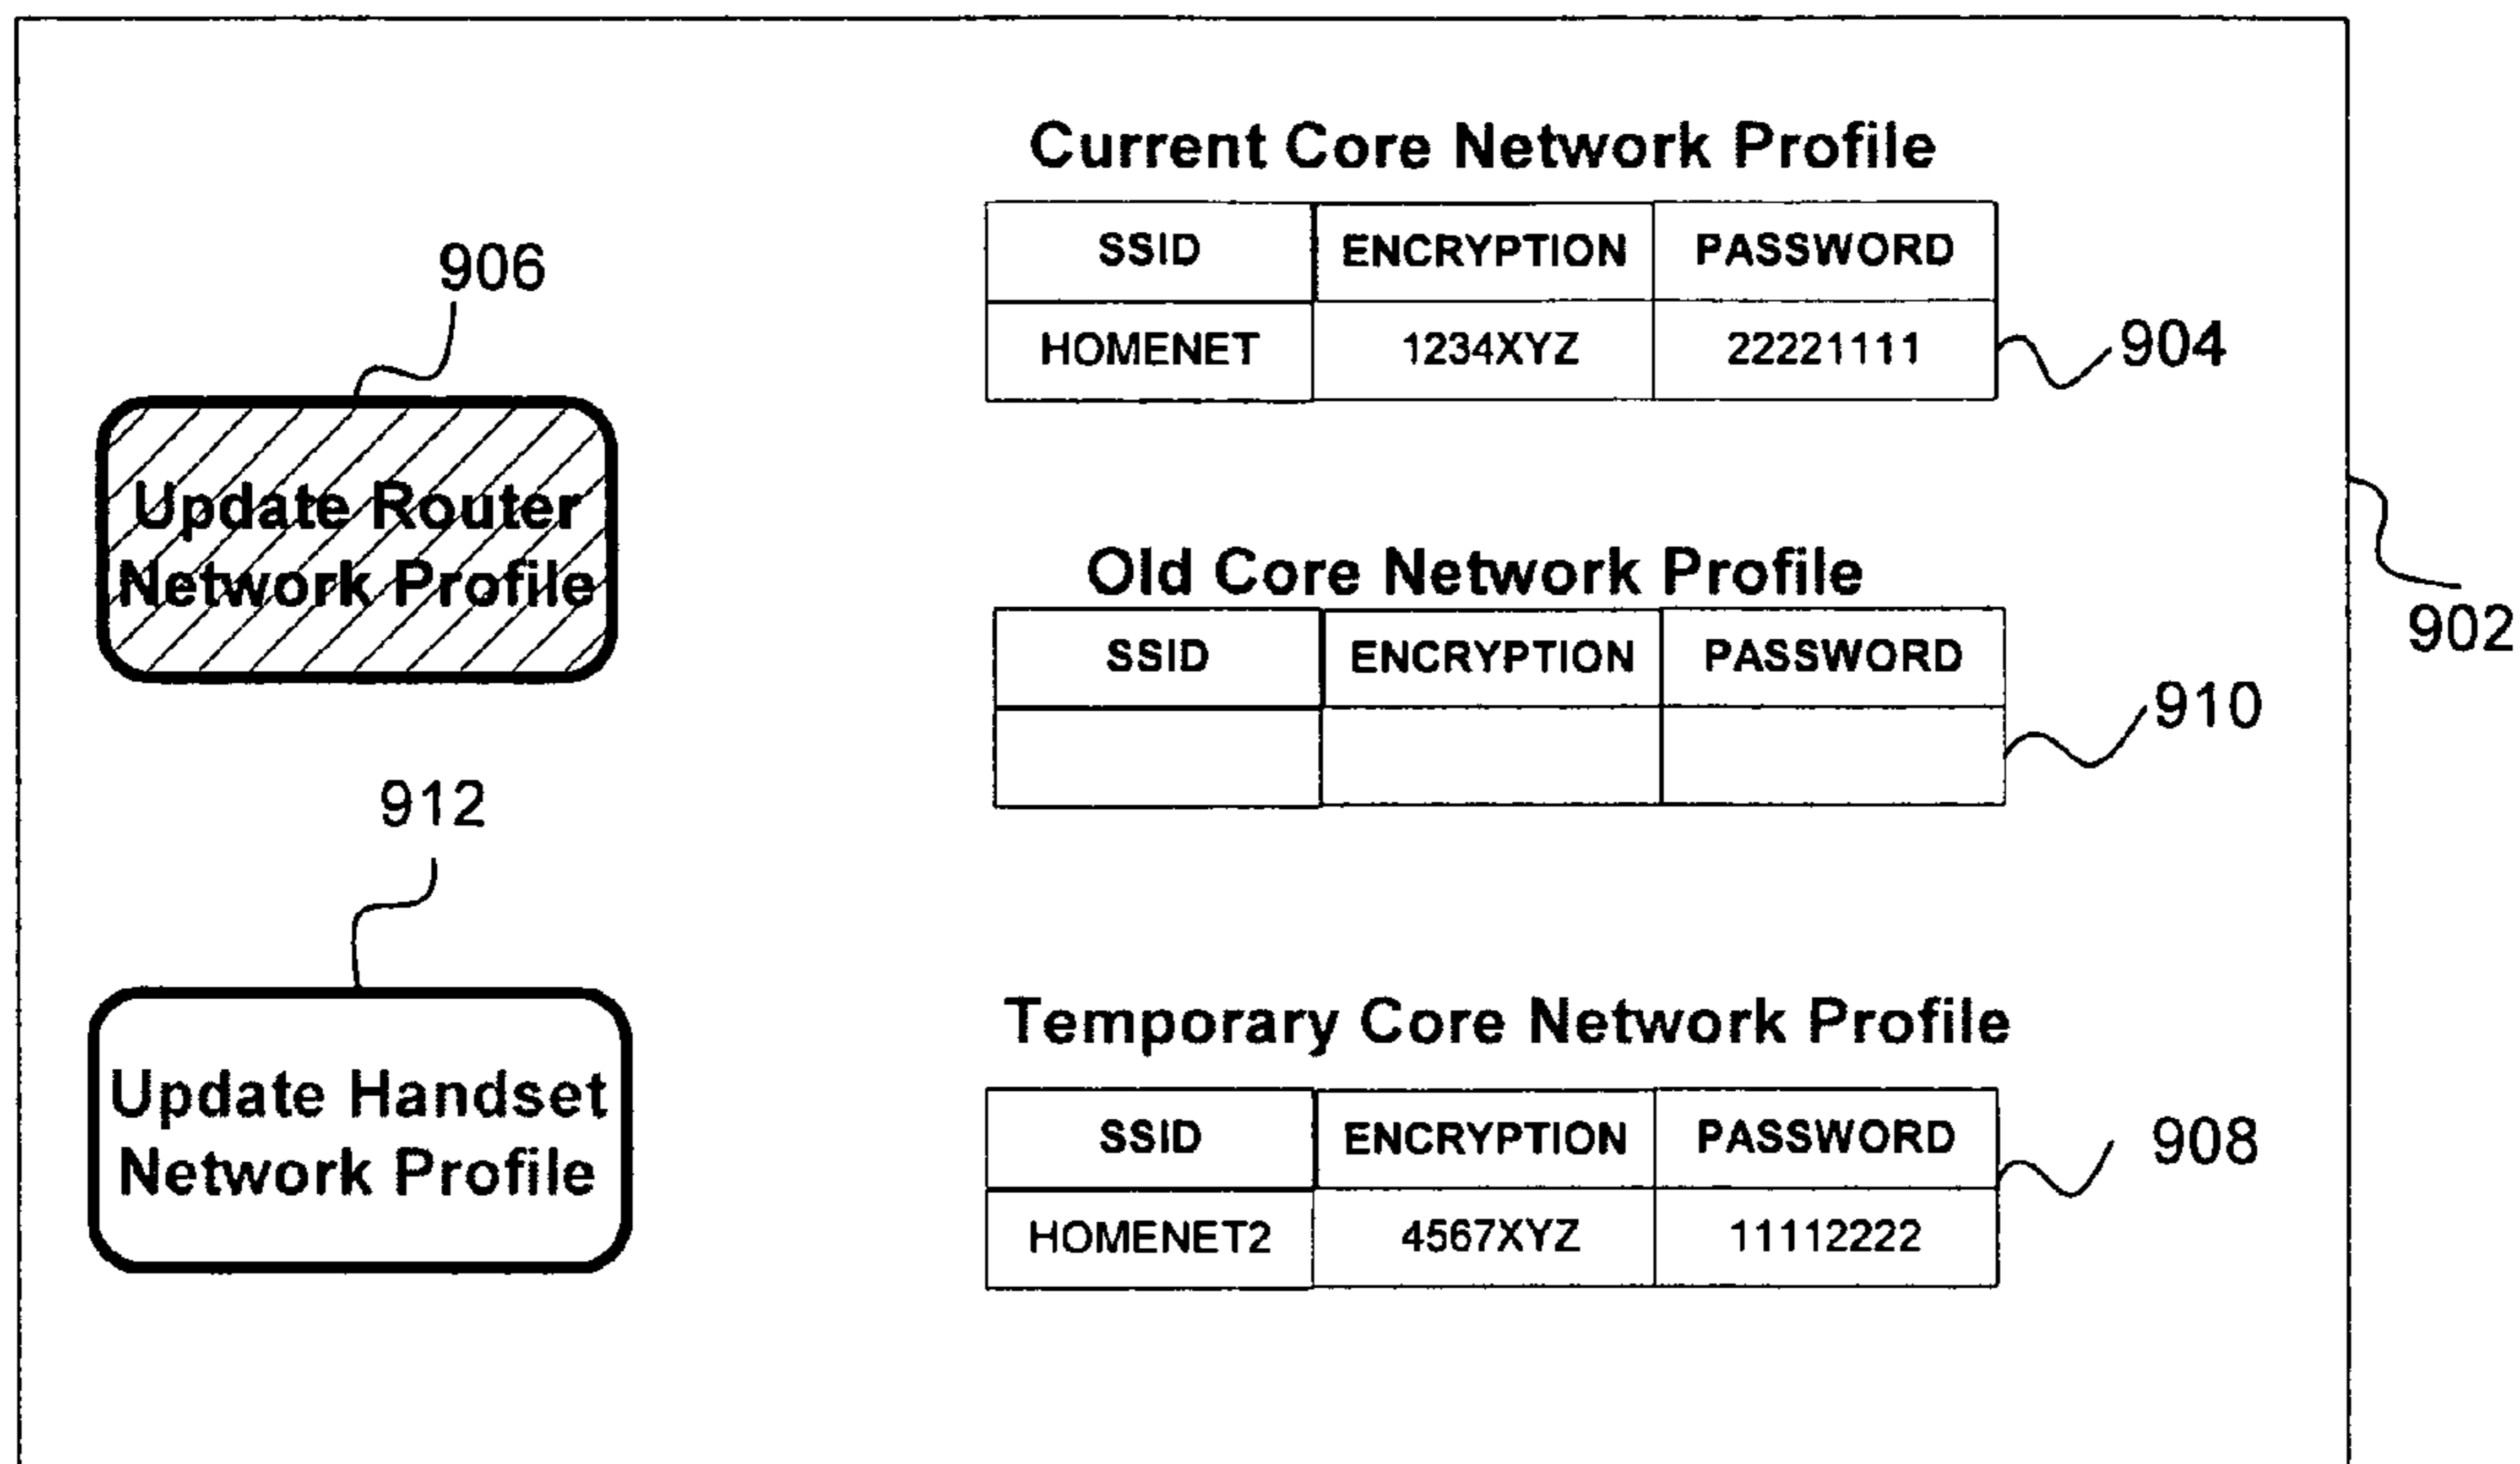 906
Update Router
Network Profile
912
Update Handset
Network Profile
Current Core Network Profile
SSID ENCRYPTION PASSWORD
HOMENET 1234XYZ 22221111
904
Old Core Network Profile
SSID ENCRYPTION PASSWORD
910
902
Temporary Core Network Profile
SSID ENCRYPTION PASSWORD
HOMENET2 4567XYZ 11112222
908